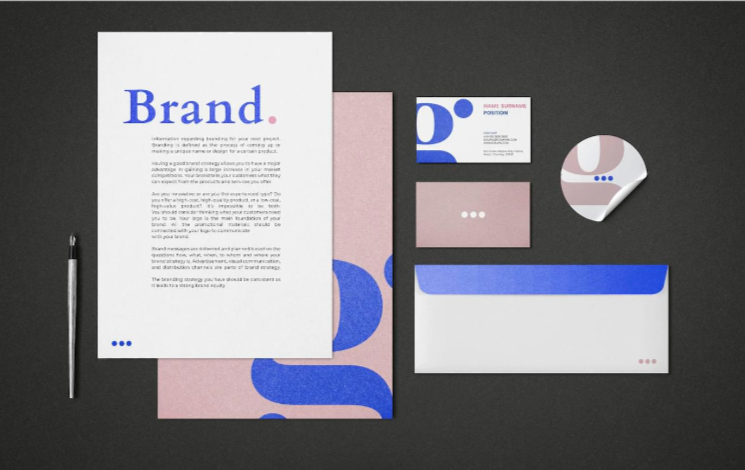 Brand.
Information regarding branding for your next project.
Branding is defined as the process of coming up in
making a unique name or design for a certain product.
Having a good brand strategy allows you to have a major
advantage in gaining a large increase in your market
competitions. Your brand tells your customers what they
can expect from the products and services you offer.
Are you innovative or are you the experienced type? Do
you offer a high-cost, high-quality product, or a low-cost,
high-value product? It's impossible to be both.
You should consider thinking what your customers need
you to be. Your logo is the main foundation of your
brand. All the promotional materials should be
connected with your logo to communicate
with your brand.
Brand messages are delivered and planned based on the
questions how, what, when, to whom and where your
brand strategy is. Advertisement, visual communication,
and distribution channels are parts of brand strategy.
The branding strategy you have should be consistent as
it leads to a strong brand equity.
g
g
NAME SURNAME
POSITION
g